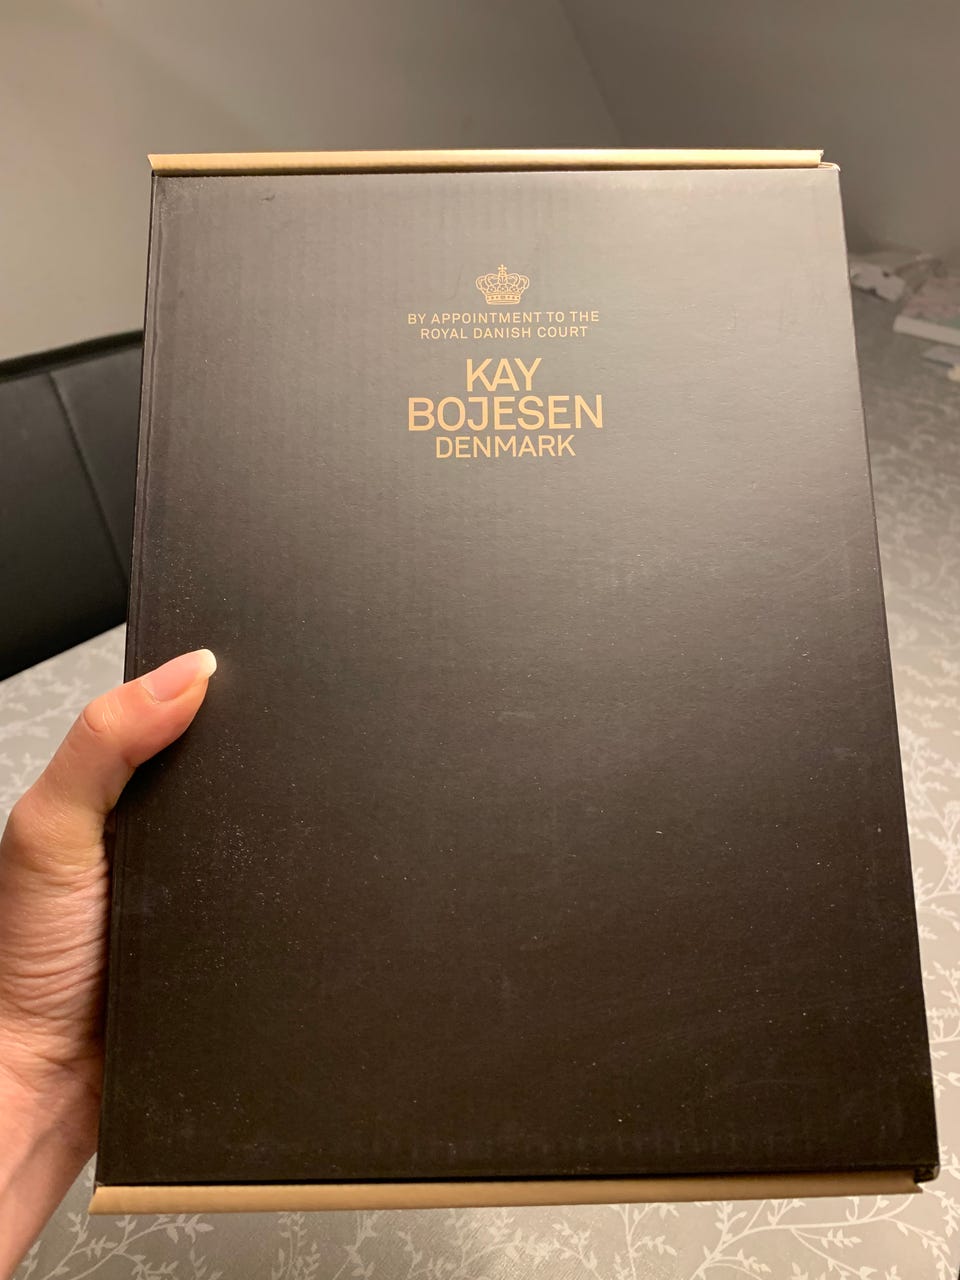 BY APPOINTMENT TO THE
ROYAL DANISH COURT
KAY
BOJESEN
DENMARK